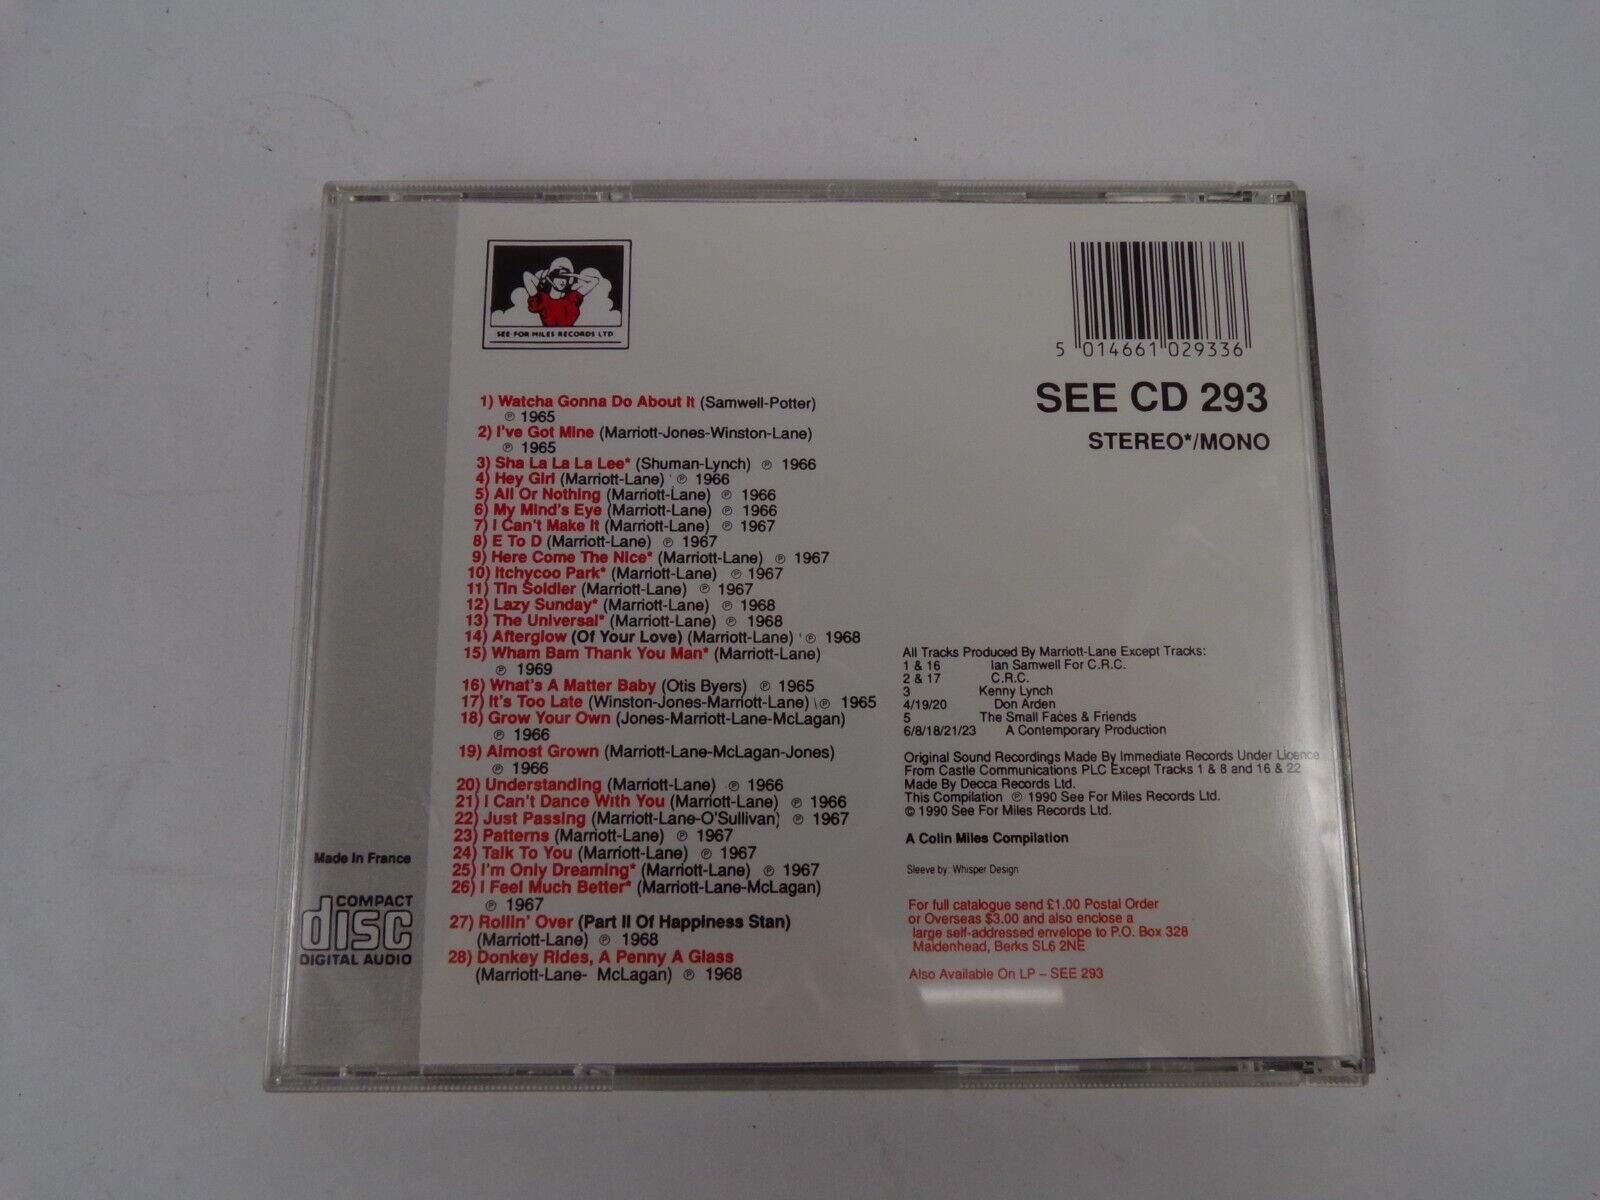 SEE FOR MILES RECORDS LTD
5 014661 029336
SEE CD 293
STEREO*/MONO
1) Watcha Gonna Do About It (Samwell-Potter)
℗ 1965
2) I've Got Mine (Marriott-Jones-Winston-Lane)
℗ 1965
3) Sha La La La Lee* (Shuman-Lynch) ℗ 1966
4) Hey Girl (Marriott-Lane) ℗ 1966
5) All Or Nothing (Marriott-Lane) ℗ 1966
6) My Mind's Eye (Marriott-Lane) ℗ 1966
7) I Can't Make It (Marriott-Lane) ℗ 1967
8) E To D (Marriott-Lane) ℗ 1967
9) Here Come The Nice* (Marriott-Lane) ℗ 1967
10) Itchycoo Park* (Marriott-Lane) ℗ 1967
11) Tin Soldier (Marriott-Lane) ℗ 1967
12) Lazy Sunday* (Marriott-Lane) ℗ 1968
13) The Universal* (Marriott-Lane) ℗ 1968
14) Afterglow (Of Your Love) (Marriott-Lane) ℗ 1968
15) Wham Bam Thank You Man* (Marriott-Lane)
℗ 1969
16) What's A Matter Baby (Otis Byers) ℗ 1965
17) It's Too Late (Winston-Jones-Marriott-Lane) ℗ 1965
18) Grow Your Own (Jones-Marriott-Lane-McLagan)
℗ 1966
19) Almost Grown (Marriott-Lane-McLagan-Jones)
℗ 1966
20) Understanding (Marriott-Lane) ℗ 1966
21) I Can't Dance With You (Marriott-Lane) ℗ 1966
22) Just Passing (Marriott-Lane-O'Sullivan) ℗ 1967
23) Patterns (Marriott-Lane) ℗ 1967
24) Talk To You (Marriott-Lane) ℗ 1967
25) I'm Only Dreaming* (Marriott-Lane) ℗ 1967
26) I Feel Much Better* (Marriott-Lane-McLagan)
℗ 1967
27) Rollin' Over (Part II Of Happiness Stan)
(Marriott-Lane) ℗ 1968
28) Donkey Rides, A Penny A Glass
(Marriott-Lane- McLagan) ℗ 1968
All Tracks Produced By Marriott-Lane Except Tracks:
1 & 16 Ian Samwell For C.R.C.
2 & 17 C.R.C.
3 Kenny Lynch
4/19/20 Don Arden
5 The Small Faces & Friends
6/8/18/21/23 A Contemporary Production
Original Sound Recordings Made By Immediate Records Under Licence
From Castle Communications PLC Except Tracks 1 & 8 and 16 & 22
Made By Decca Records Ltd.
This Compilation ℗ 1990 See For Miles Records Ltd.
© 1990 See For Miles Records Ltd.
A Colin Miles Compilation
Sleeve by: Whisper Design
For full catalogue send £1.00 Postal Order
or Overseas $3.00 and also enclose a
large self-addressed envelope to P.O. Box 328
Maidenhead, Berks SL6 2NE
Also Available On LP – SEE 293
Made In France
COMPACT
disc
DIGITAL AUDIO